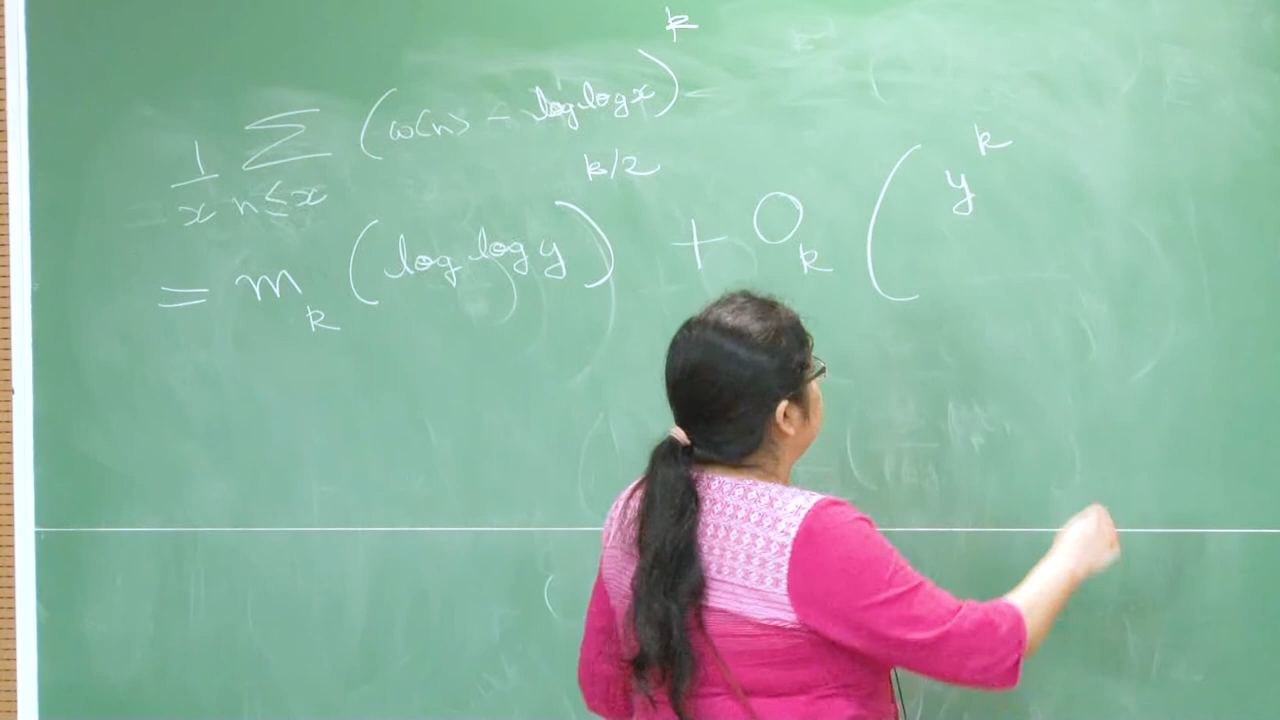 1/x Σ_{n≤x} (ω(n) - log log x)^k
= m_k (log log y)^{k/2} + O_k ( y^k